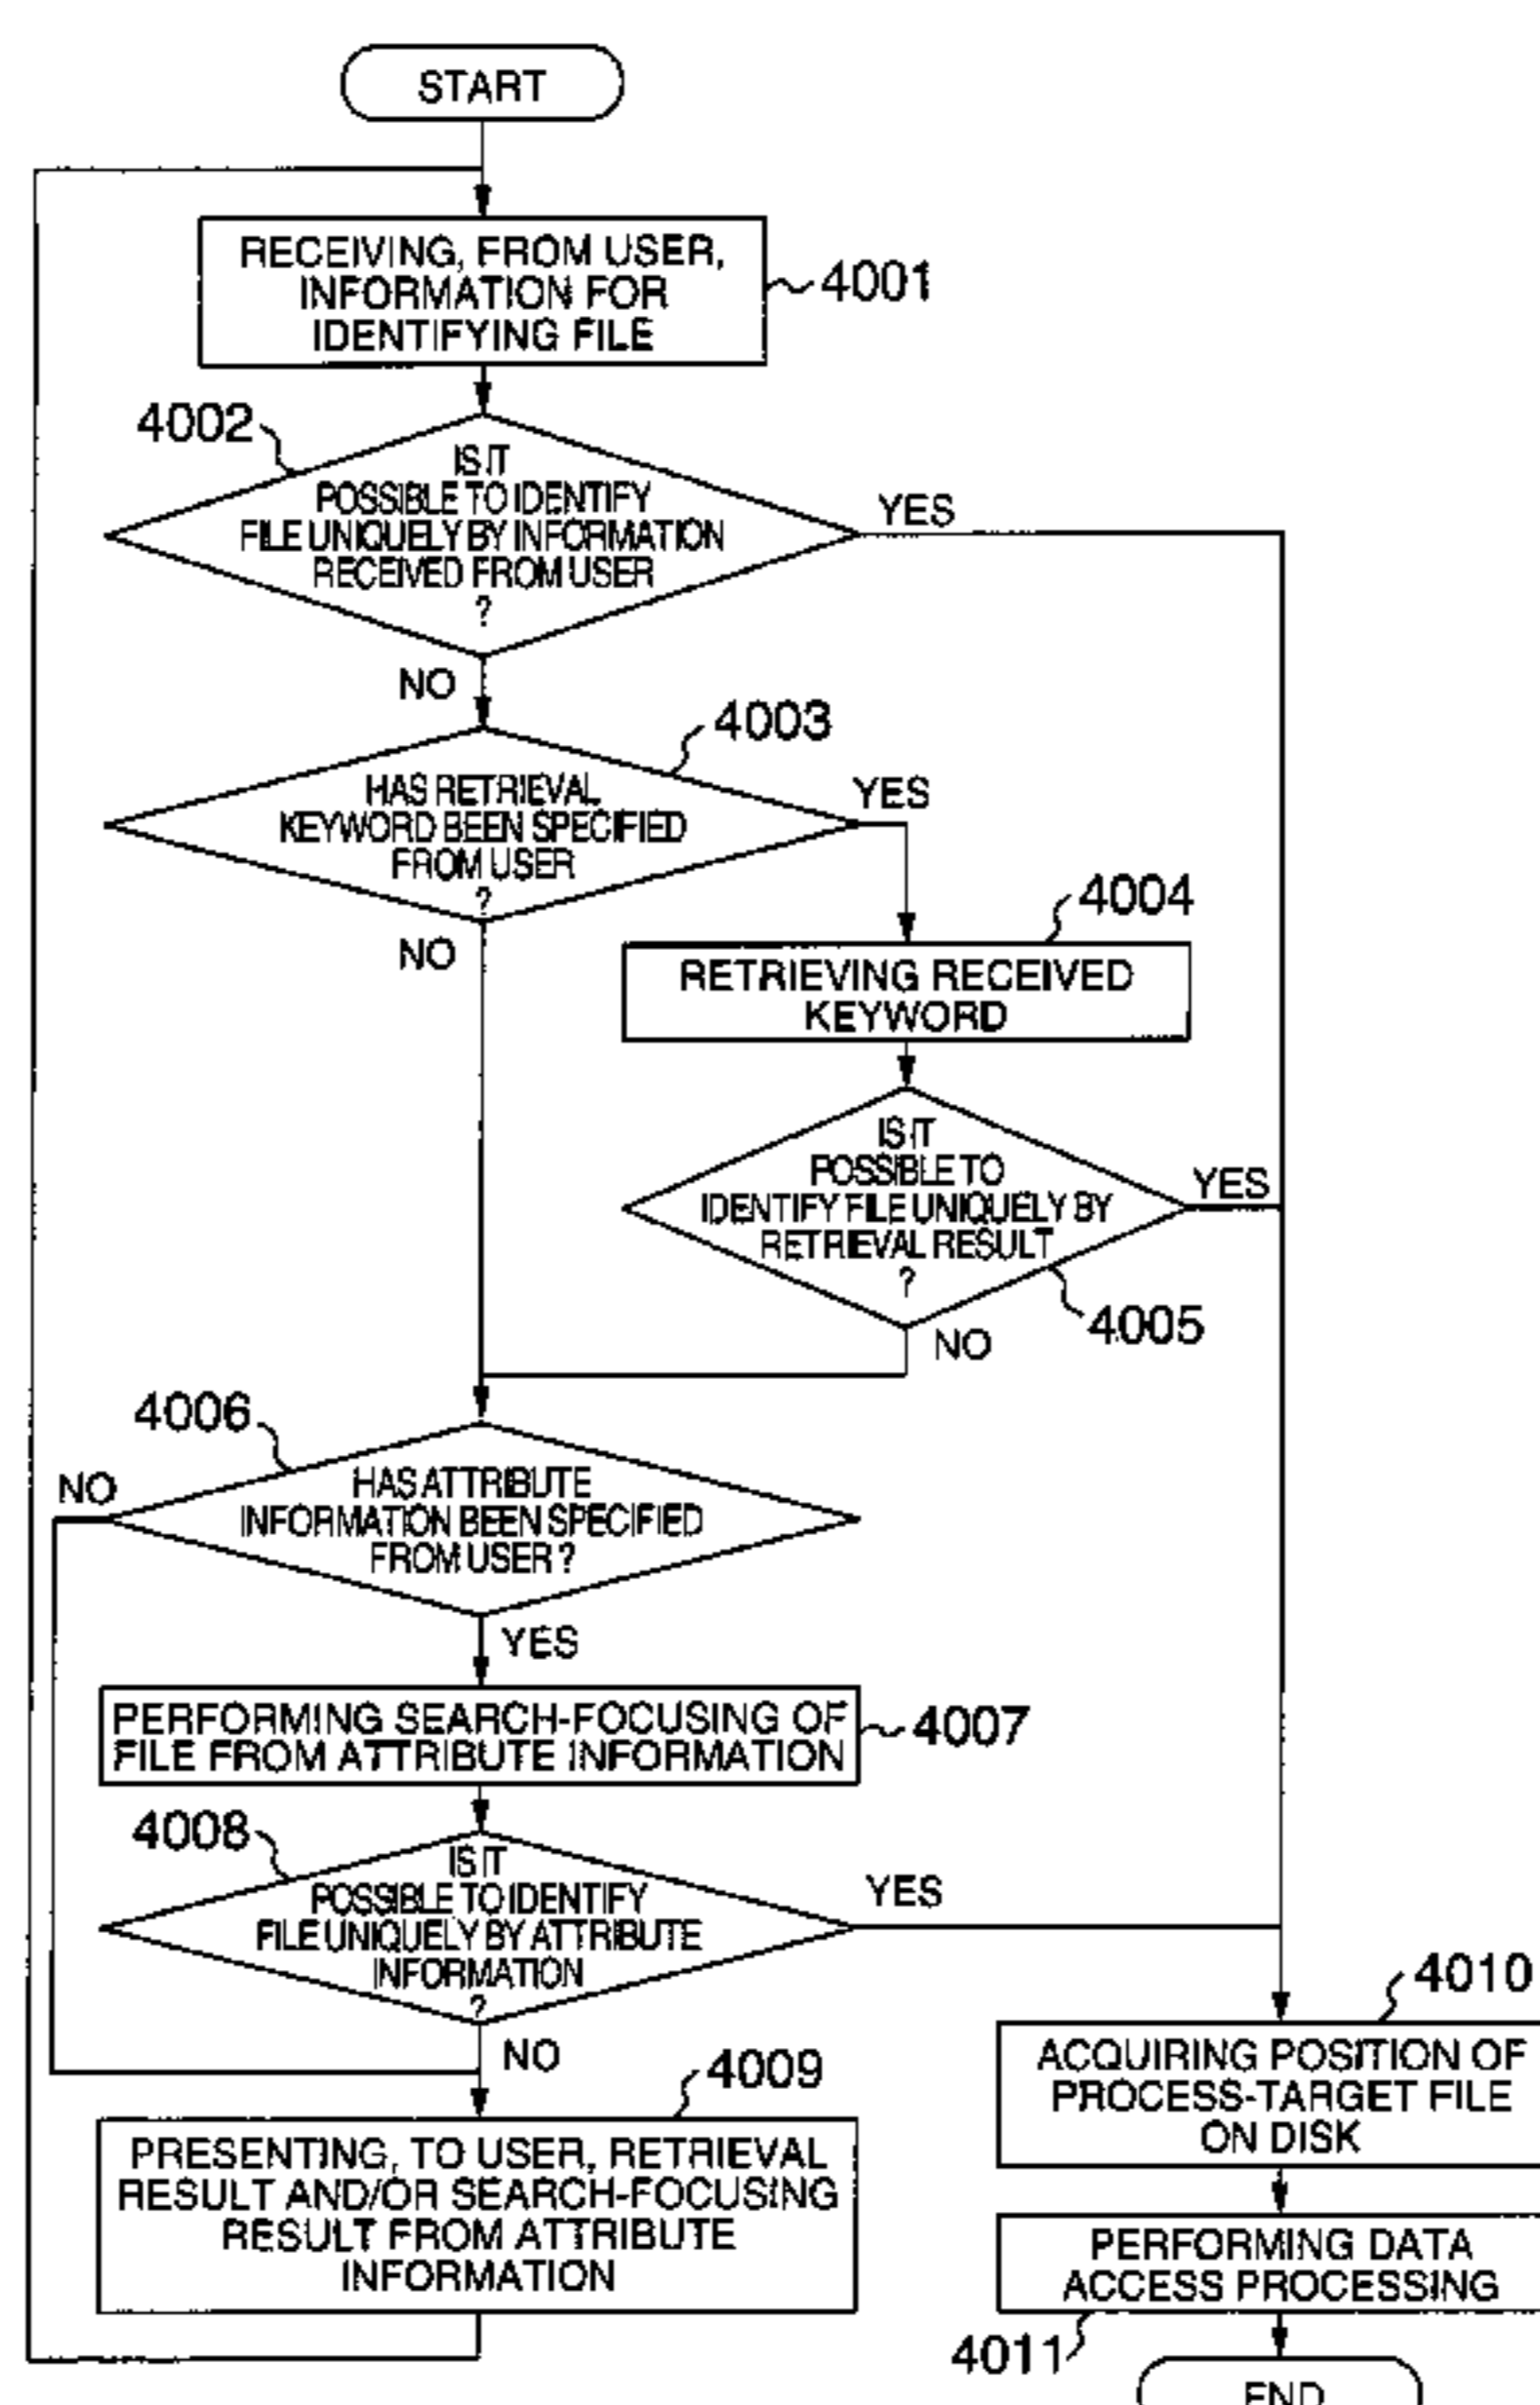 START
RECEIVING, FROM USER,
INFORMATION FOR
IDENTIFYING FILE
4001
4002
IS IT
POSSIBLE TO IDENTIFY
FILE UNIQUELY BY INFORMATION
RECEIVED FROM USER
?
YES
NO
4003
HAS RETRIEVAL
KEYWORD BEEN SPECIFIED
FROM USER
?
YES
NO
4004
RETRIEVING RECEIVED
KEYWORD
IS IT
POSSIBLE TO
IDENTIFY FILE UNIQUELY BY
RETRIEVAL RESULT
?
YES
4005
NO
4006
NO
HAS ATTRIBUTE
INFORMATION BEEN SPECIFIED
FROM USER ?
YES
PERFORMING SEARCH-FOCUSING OF
FILE FROM ATTRIBUTE INFORMATION
4007
4008
IS IT
POSSIBLE TO IDENTIFY
FILE UNIQUELY BY ATTRIBUTE
INFORMATION
?
YES
NO
4009
PRESENTING, TO USER, RETRIEVAL
RESULT AND/OR SEARCH-FOCUSING
RESULT FROM ATTRIBUTE
INFORMATION
4010
ACQUIRING POSITION OF
PROCESS-TARGET FILE
ON DISK
PERFORMING DATA
ACCESS PROCESSING
4011
END